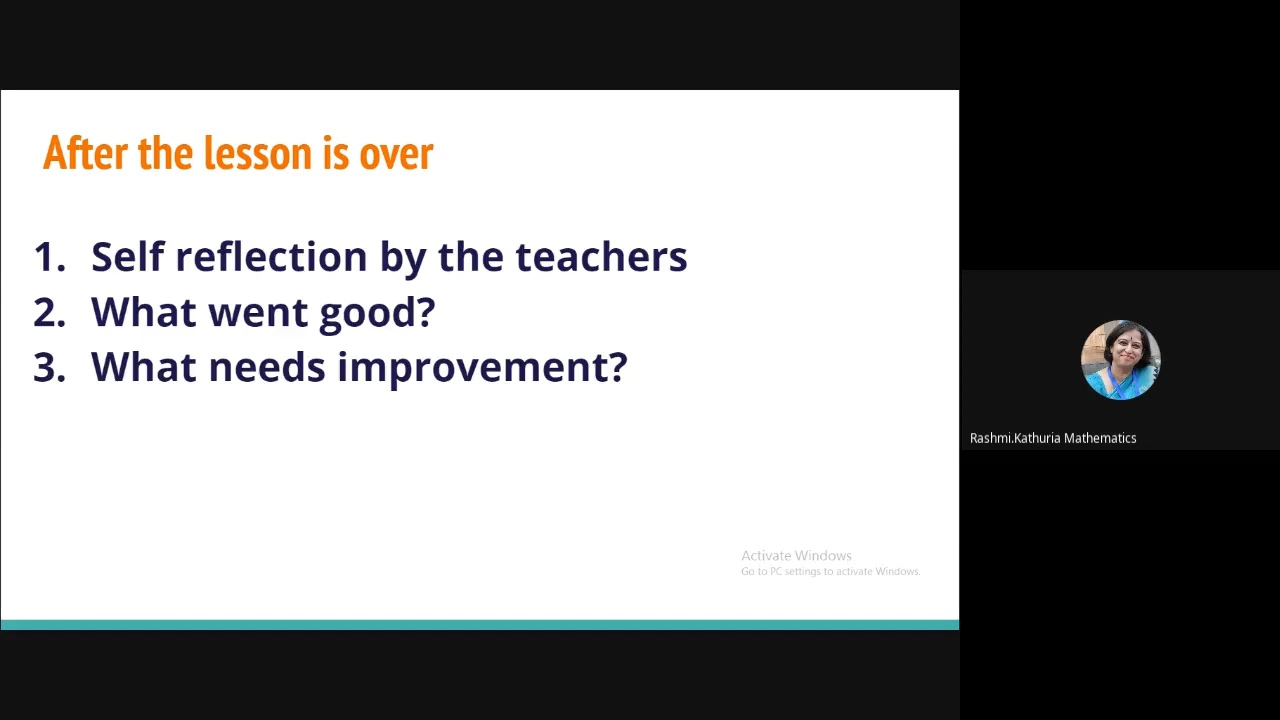 After the lesson is over
1. Self reflection by the teachers
2. What went good?
3. What needs improvement?
Activate Windows
Go to PC settings to activate Windows.
Rashmi.Kathuria Mathematics